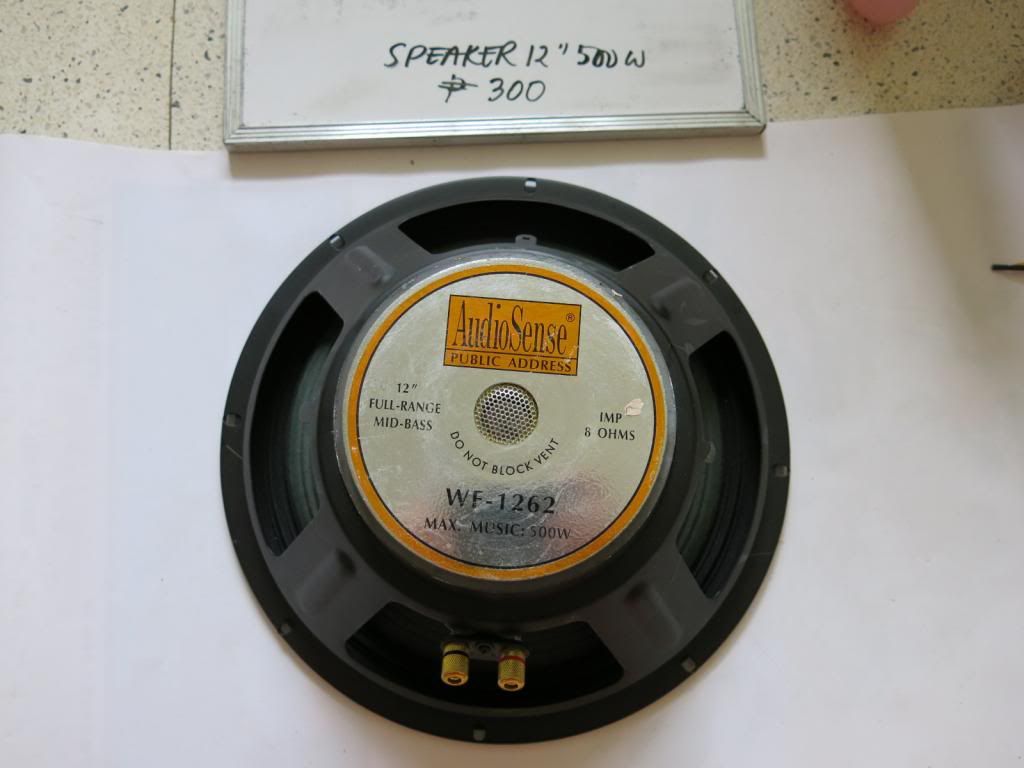 SPEAKER 12" 500W
₱ 300
AudioSense®
PUBLIC ADDRESS
12"
FULL-RANGE
MID-BASS
IMP
8 OHMS
DO NOT BLOCK VENT
WF-1262
MAX. MUSIC: 500W